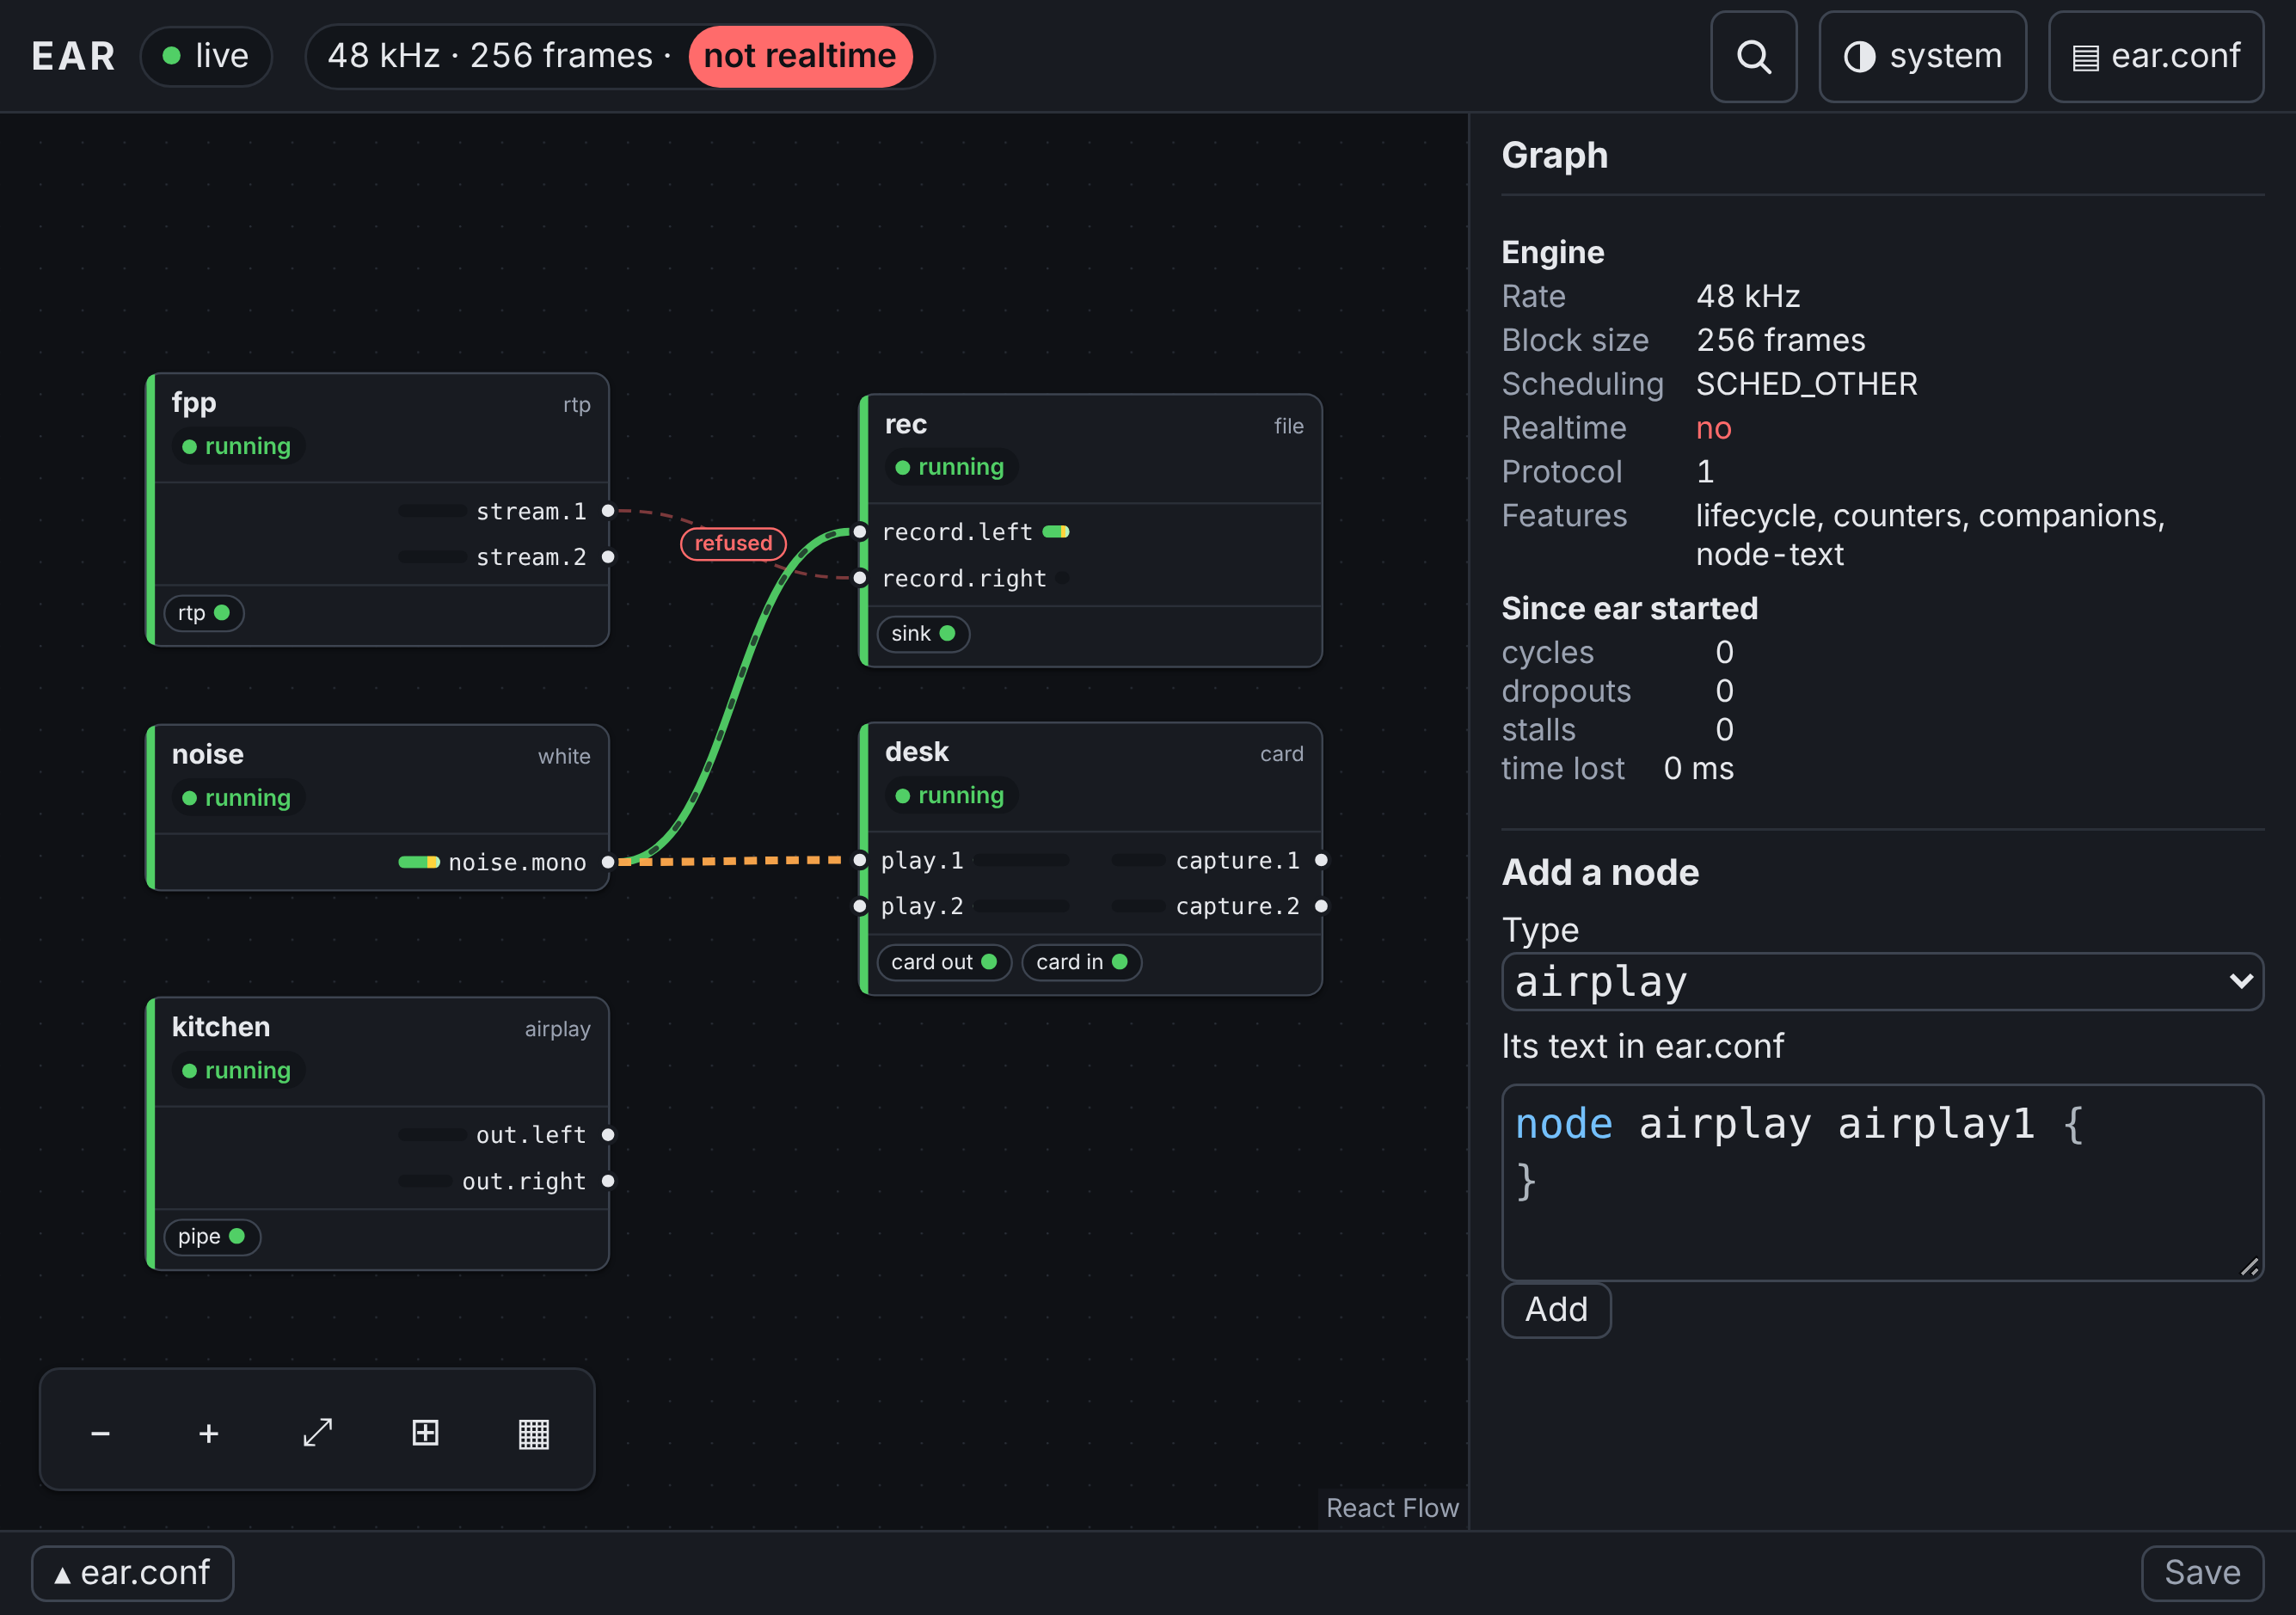 EAR
live
48 kHz · 256 frames · not realtime
system
ear.conf
fpp
rtp
running
stream.1
stream.2
rtp
noise
white
running
noise.mono
kitchen
airplay
running
out.left
out.right
pipe
refused
rec
file
running
record.left
record.right
sink
desk
card
running
play.1 capture.1
play.2 capture.2
card out card in
React Flow
Graph
Engine
Rate 48 kHz
Block size 256 frames
Scheduling SCHED_OTHER
Realtime no
Protocol 1
Features lifecycle, counters, companions,
node-text
Since ear started
cycles 0
dropouts 0
stalls 0
time lost 0 ms
Add a node
Type
airplay
Its text in ear.conf
node airplay airplay1 {
}
Add
▴ ear.conf
Save